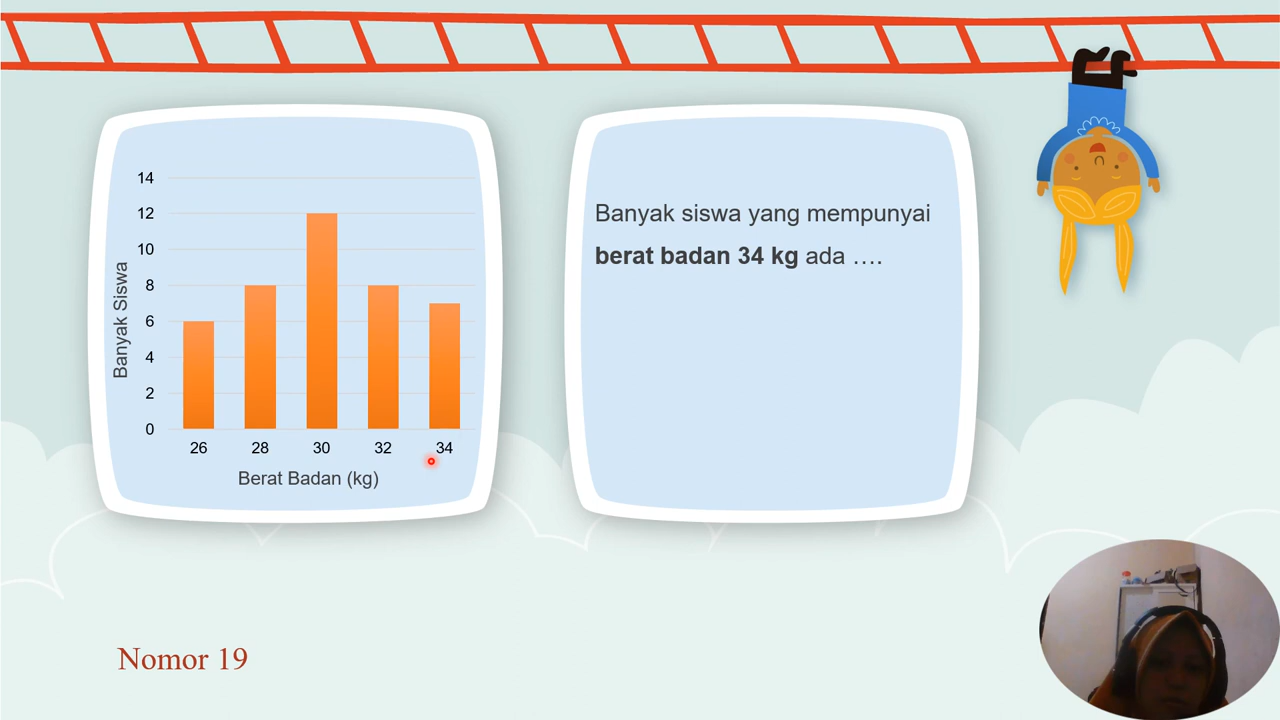 14
12
10
8
6
4
2
0
Banyak Siswa
26 28 30 32 34
Berat Badan (kg)
Banyak siswa yang mempunyai
berat badan 34 kg ada ….
Nomor 19